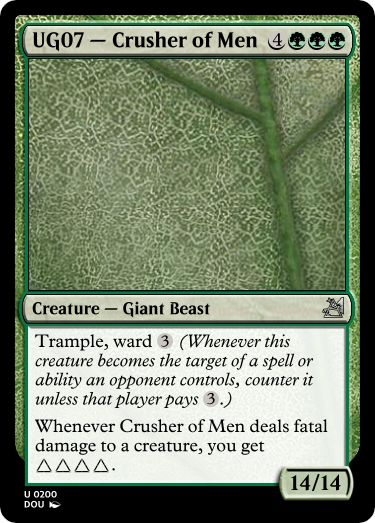 UG07 — Crusher of Men 4
Creature — Giant Beast
Trample, ward 3 (Whenever this
creature becomes the target of a spell or
ability an opponent controls, counter it
unless that player pays 3.)
Whenever Crusher of Men deals fatal
damage to a creature, you get
△△△△.
14/14
U 0200
DOU